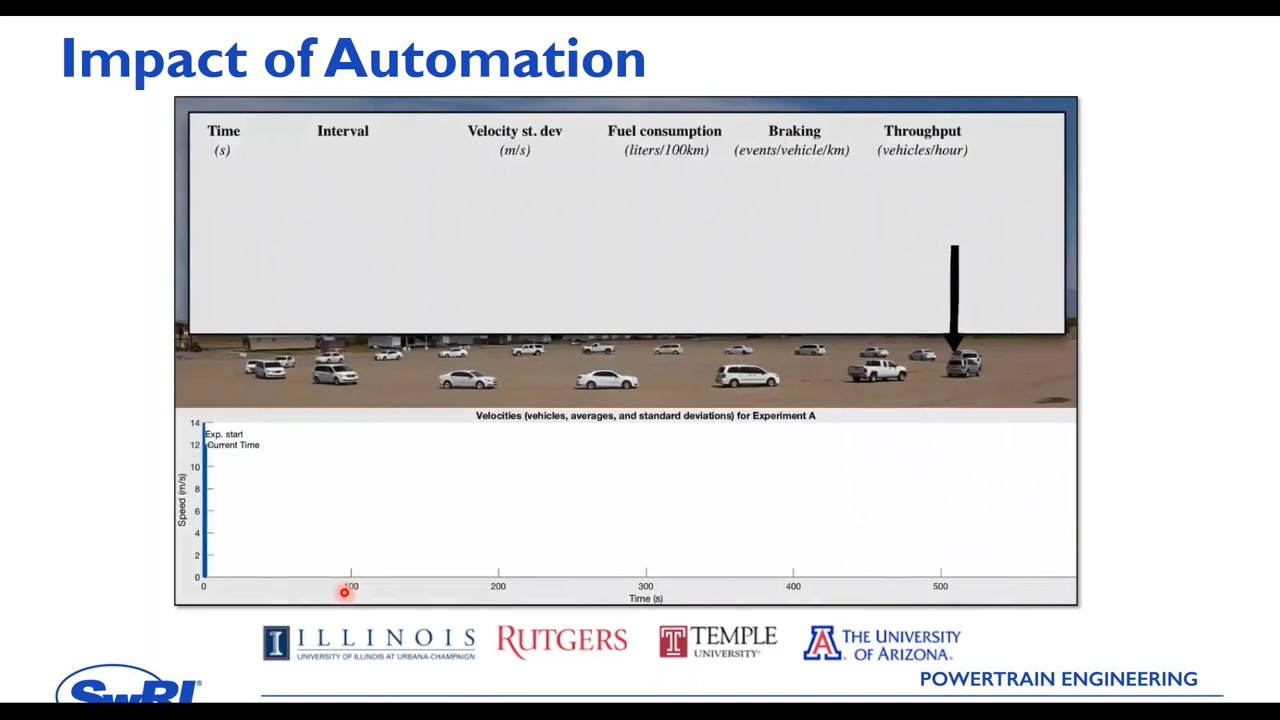 Impact of Automation
Time Interval Velocity st. dev Fuel consumption Braking Throughput
(s) (m/s) (liters/100km) (events/vehicle/km) (vehicles/hour)
Velocities (vehicles, averages, and standard deviations) for Experiment A
14
Exp. start
12 Current Time
10
8
6
4
2
0
Speed (m/s)
0 100 200 300 400 500
Time (s)
ILLINOIS
UNIVERSITY OF ILLINOIS AT URBANA-CHAMPAIGN
RUTGERS
TEMPLE
UNIVERSITY®
THE UNIVERSITY
OF ARIZONA.
POWERTRAIN ENGINEERING
SwRI®